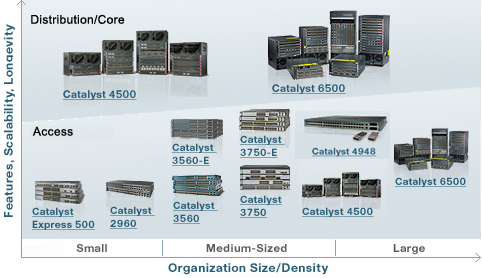 Features, Scalability, Longevity
Distribution/Core
Catalyst 4500
Catalyst 6500
Access
Catalyst
3560-E
Catalyst
3750-E
Catalyst 4948
Catalyst 6500
Catalyst
Express 500
Catalyst
2960
Catalyst
3560
Catalyst
3750
Catalyst 4500
Small
Medium-Sized
Large
Organization Size/Density